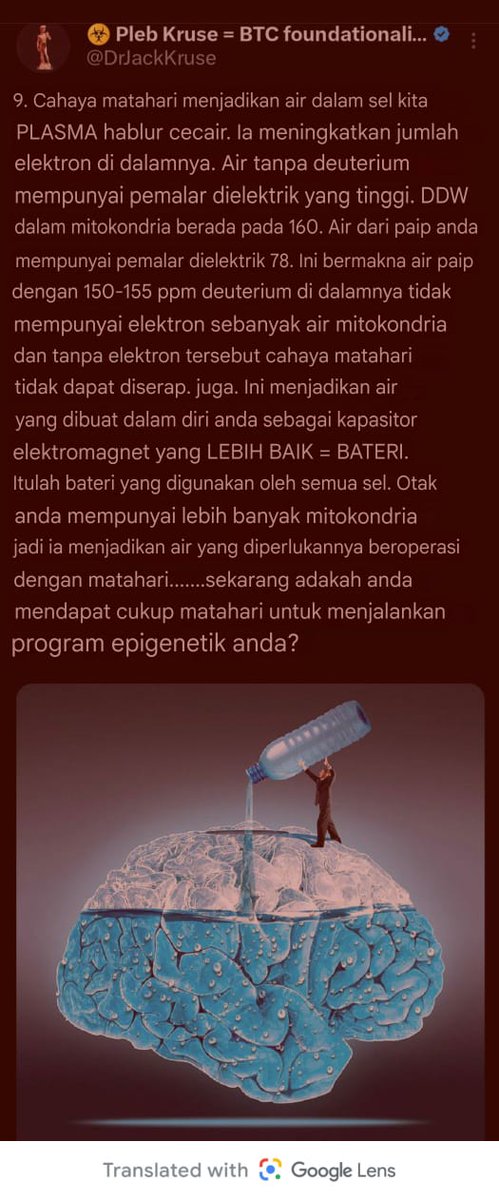 Pleb Kruse = BTC foundationali...
@DrJackKruse
9. Cahaya matahari menjadikan air dalam sel kita
PLASMA hablur cecair. Ia meningkatkan jumlah
elektron di dalamnya. Air tanpa deuterium
mempunyai pemalar dielektrik yang tinggi. DDW
dalam mitokondria berada pada 160. Air dari paip anda
mempunyai pemalar dielektrik 78. Ini bermakna air paip
dengan 150-155 ppm deuterium di dalamnya tidak
mempunyai elektron sebanyak air mitokondria
dan tanpa elektron tersebut cahaya matahari
tidak dapat diserap. juga. Ini menjadikan air
yang dibuat dalam diri anda sebagai kapasitor
elektromagnet yang LEBIH BAIK = BATERI.
Itulah bateri yang digunakan oleh semua sel. Otak
anda mempunyai lebih banyak mitokondria
jadi ia menjadikan air yang diperlukannya beroperasi
dengan matahari.......sekarang adakah anda
mendapat cukup matahari untuk menjalankan
program epigenetik anda?
Translated with Google Lens